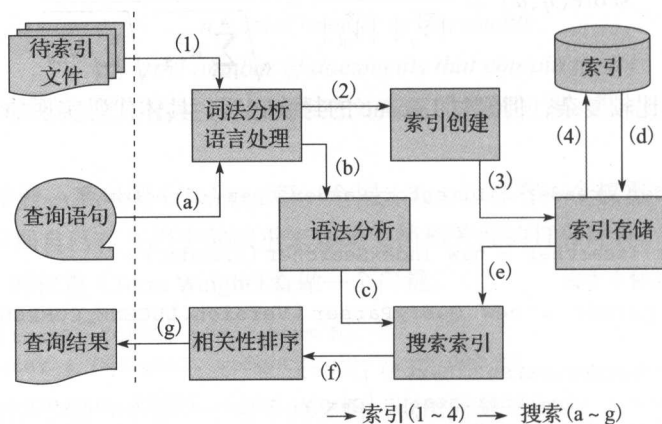 待索引
文件
(1)
词法分析
语言处理
(2)
索引创建
索引
(4)
(d)
(b)
(3)
查询语句
(a)
语法分析
索引存储
(c)
(e)
查询结果
(g)
相关性排序
(f)
搜索索引
索引(1~4) 搜索(a~g)